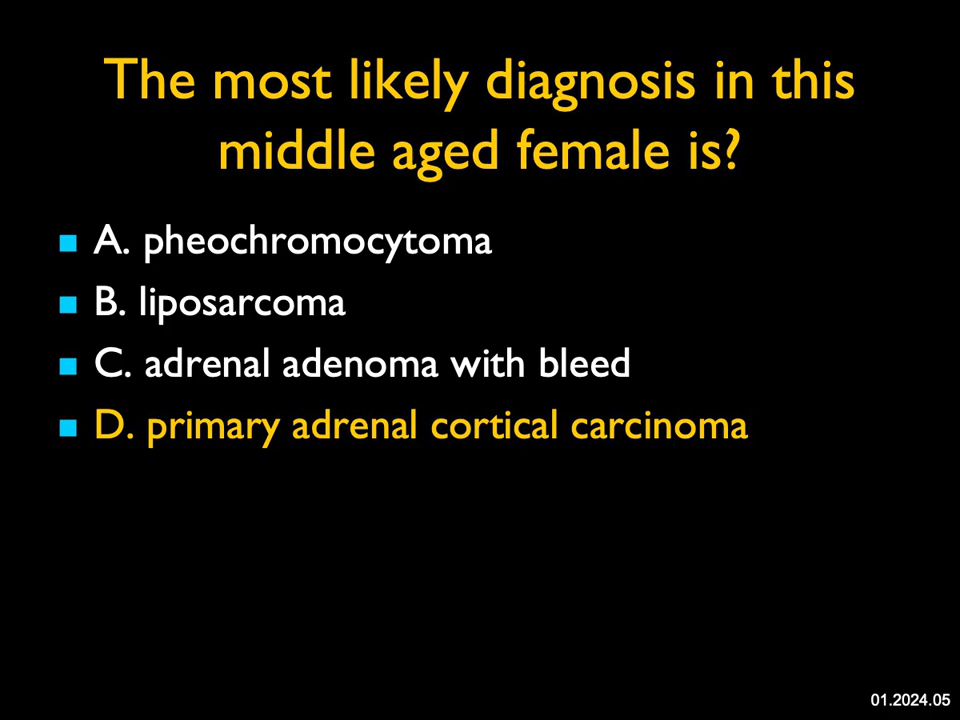 The most likely diagnosis in this
middle aged female is?
A. pheochromocytoma
B. liposarcoma
C. adrenal adenoma with bleed
D. primary adrenal cortical carcinoma
01.2024.05